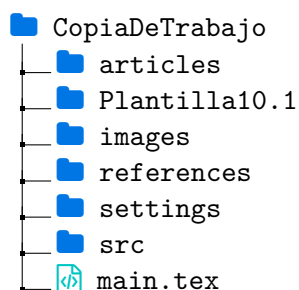 CopiaDeTrabajo
articles
Plantilla10.1
images
references
settings
src
main.tex